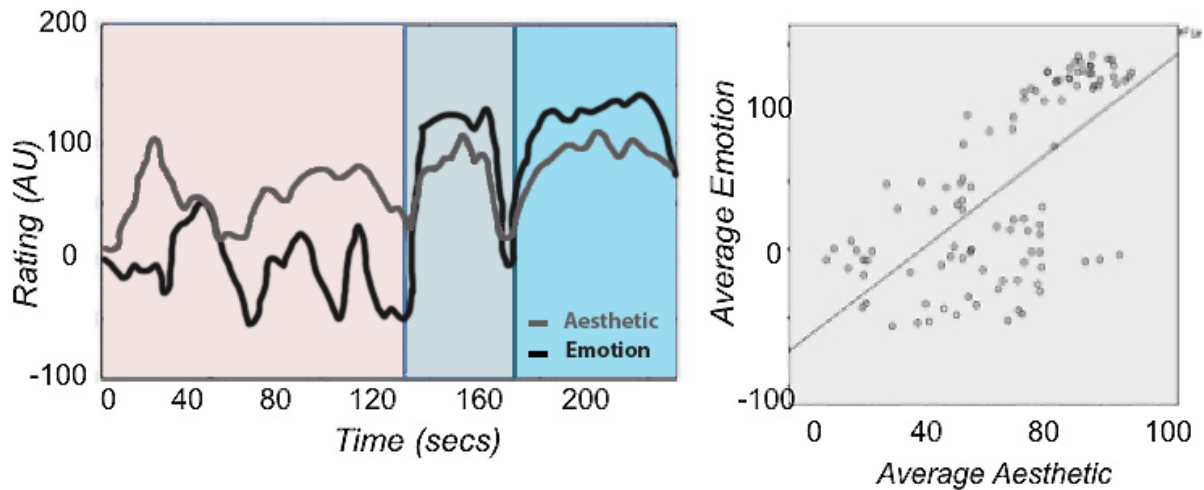 200
100
0
-100
Rating (AU)
0 40 80 120 160 200
Time (secs)
Aesthetic
Emotion
100
0
-100
Average Emotion
0 40 80 100
Average Aesthetic